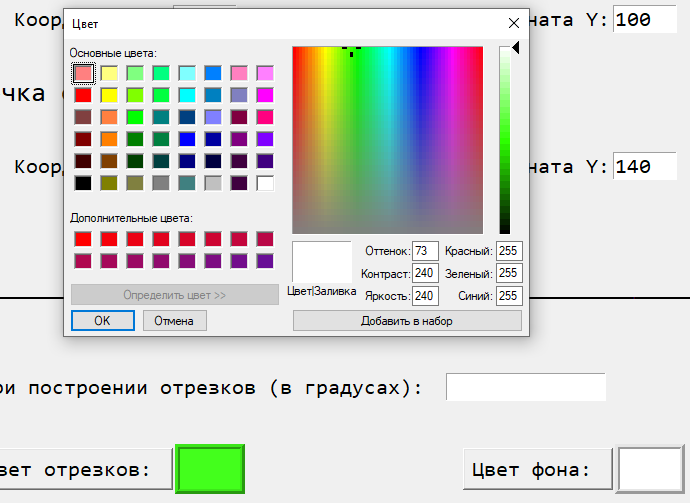 Коорд
ната Y: 100
Цвет
Основные цвета:
чка
Коорд
ната Y: 140
Дополнительные цвета:
Определить цвет >>
OK
Отмена
Цвет|Заливка
Оттенок: 73
Контраст: 240
Яркость: 240
Красный: 255
Зеленый: 255
Синий: 255
Добавить в набор
ри построении отрезков (в градусах):
вет отрезков:
Цвет фона: